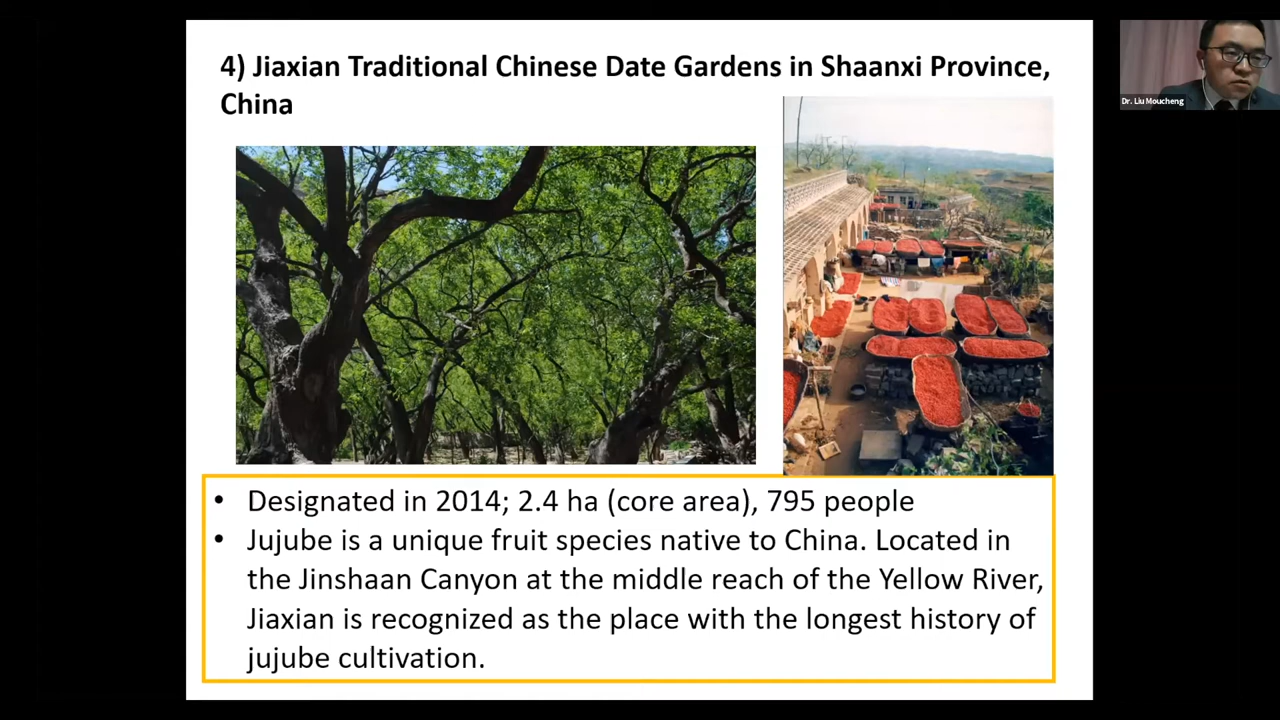 4) Jiaxian Traditional Chinese Date Gardens in Shaanxi Province,
China
Dr. Liu Moucheng
• Designated in 2014; 2.4 ha (core area), 795 people
• Jujube is a unique fruit species native to China. Located in
the Jinshaan Canyon at the middle reach of the Yellow River,
Jiaxian is recognized as the place with the longest history of
jujube cultivation.